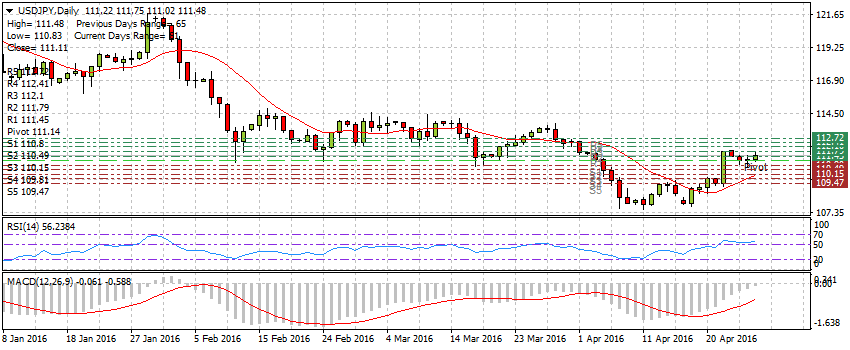 USDJPY,Daily 111.22 111.75 111.02 111.48
High= 111.48 Previous Days Range= 65
Low= 110.83 Current Days Range=
Close= 111.11
R4 112.41
R3 112.1
R2 111.79
R1 111.45
Pivot 111.14
S1 110.8
S2 110.49
S3 110.15
S4 109.81
S5 109.47
Pivot
121.65
119.25
116.90
114.50
112.72
110.15
109.47
107.35
RSI(14) 56.2384
100
70
50
20
0
MACD(12,26,9) -0.061 -0.588
0.00
-1.638
8 Jan 2016
18 Jan 2016
27 Jan 2016
5 Feb 2016
15 Feb 2016
24 Feb 2016
4 Mar 2016
14 Mar 2016
23 Mar 2016
1 Apr 2016
11 Apr 2016
20 Apr 2016